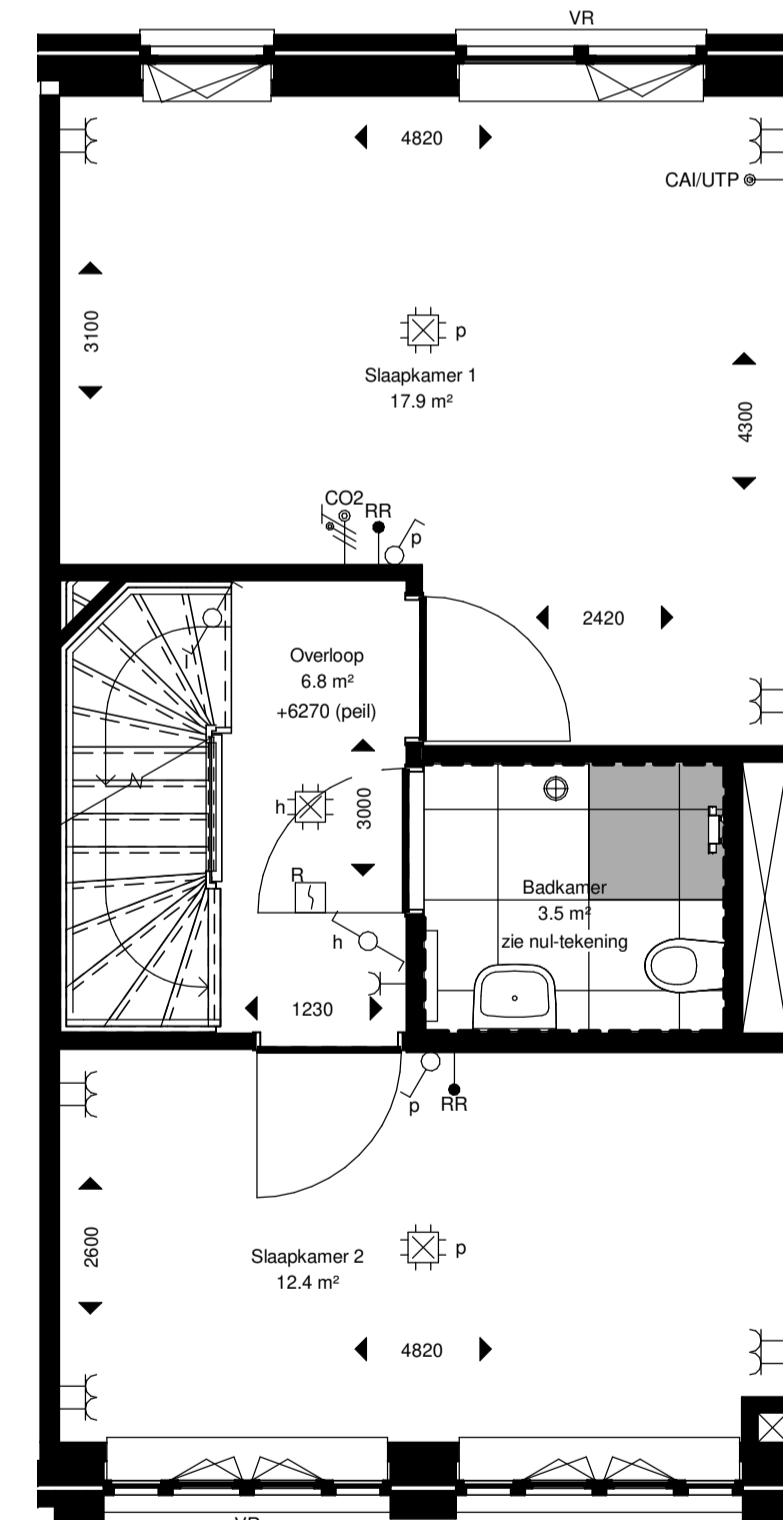 VR
4820
CAI/UTP
3100
p
Slaapkamer 1
17.9 m²
4300
CO2
RR
p
2420
Overloop
6.8 m²
+6270 (peil)
h
3000
R
Badkamer
3.5 m²
zie nul-tekening
h
1230
p
RR
2600
Slaapkamer 2
12.4 m²
p
4820
VR